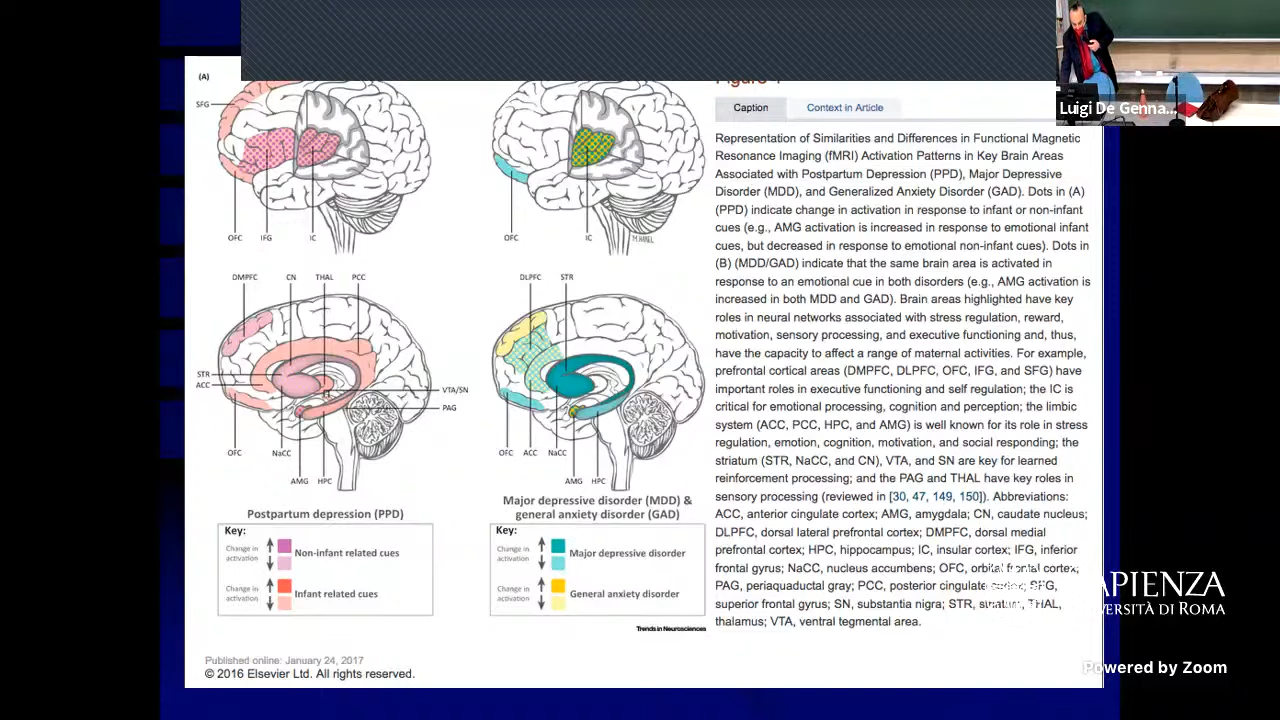 (A)
SFG
OFC
IFG
IC
OFC
IC
M.HAREL
DMPFC
CN
THAL
PCC
DLPFC
STR
STR
ACC
VTA/SN
PAG
OFC
NaCC
AMG
HPC
OFC
ACC
NaCC
AMG
HPC
Postpartum depression (PPD)
Major depressive disorder (MDD) &
general anxiety disorder (GAD)
Key:
Change in
activation
Non-infant related cues
Change in
activation
Infant related cues
Key:
Change in
activation
Major depressive disorder
Change in
activation
General anxiety disorder
Trends in Neurosciences
Published online: January 24, 2017
© 2016 Elsevier Ltd. All rights reserved.
Caption
Context in Article
Representation of Similarities and Differences in Functional Magnetic
Resonance Imaging (fMRI) Activation Patterns in Key Brain Areas
Associated with Postpartum Depression (PPD), Major Depressive
Disorder (MDD), and Generalized Anxiety Disorder (GAD). Dots in (A)
(PPD) indicate change in activation in response to infant or non-infant
cues (e.g., AMG activation is increased in response to emotional infant
cues, but decreased in response to emotional non-infant cues). Dots in
(B) (MDD/GAD) indicate that the same brain area is activated in
response to an emotional cue in both disorders (e.g., AMG activation is
increased in both MDD and GAD). Brain areas highlighted have key
roles in neural networks associated with stress regulation, reward,
motivation, sensory processing, and executive functioning and, thus,
have the capacity to affect a range of maternal activities. For example,
prefrontal cortical areas (DMPFC, DLPFC, OFC, IFG, and SFG) have
important roles in executive functioning and self regulation; the IC is
critical for emotional processing, cognition and perception; the limbic
system (ACC, PCC, HPC, and AMG) is well known for its role in stress
regulation, emotion, cognition, motivation, and social responding; the
striatum (STR, NaCC, and CN), VTA, and SN are key for learned
reinforcement processing; and the PAG and THAL have key roles in
sensory processing (reviewed in [30, 47, 149, 150]). Abbreviations:
ACC, anterior cingulate cortex; AMG, amygdala; CN, caudate nucleus;
DLPFC, dorsal lateral prefrontal cortex; DMPFC, dorsal medial
prefrontal cortex; HPC, hippocampus; IC, insular cortex; IFG, inferior
frontal gyrus; NaCC, nucleus accumbens; OFC, cortex;
PAG, periaqueductal gray; PCC, posterior cingulate SFG,
superior frontal gyrus; SN, substantia nigra; STR, THAL,
thalamus; VTA, ventral tegmental area.
Luigi De Genna...
APIENZA
VERSITÀ DI ROMA
Powered by Zoom